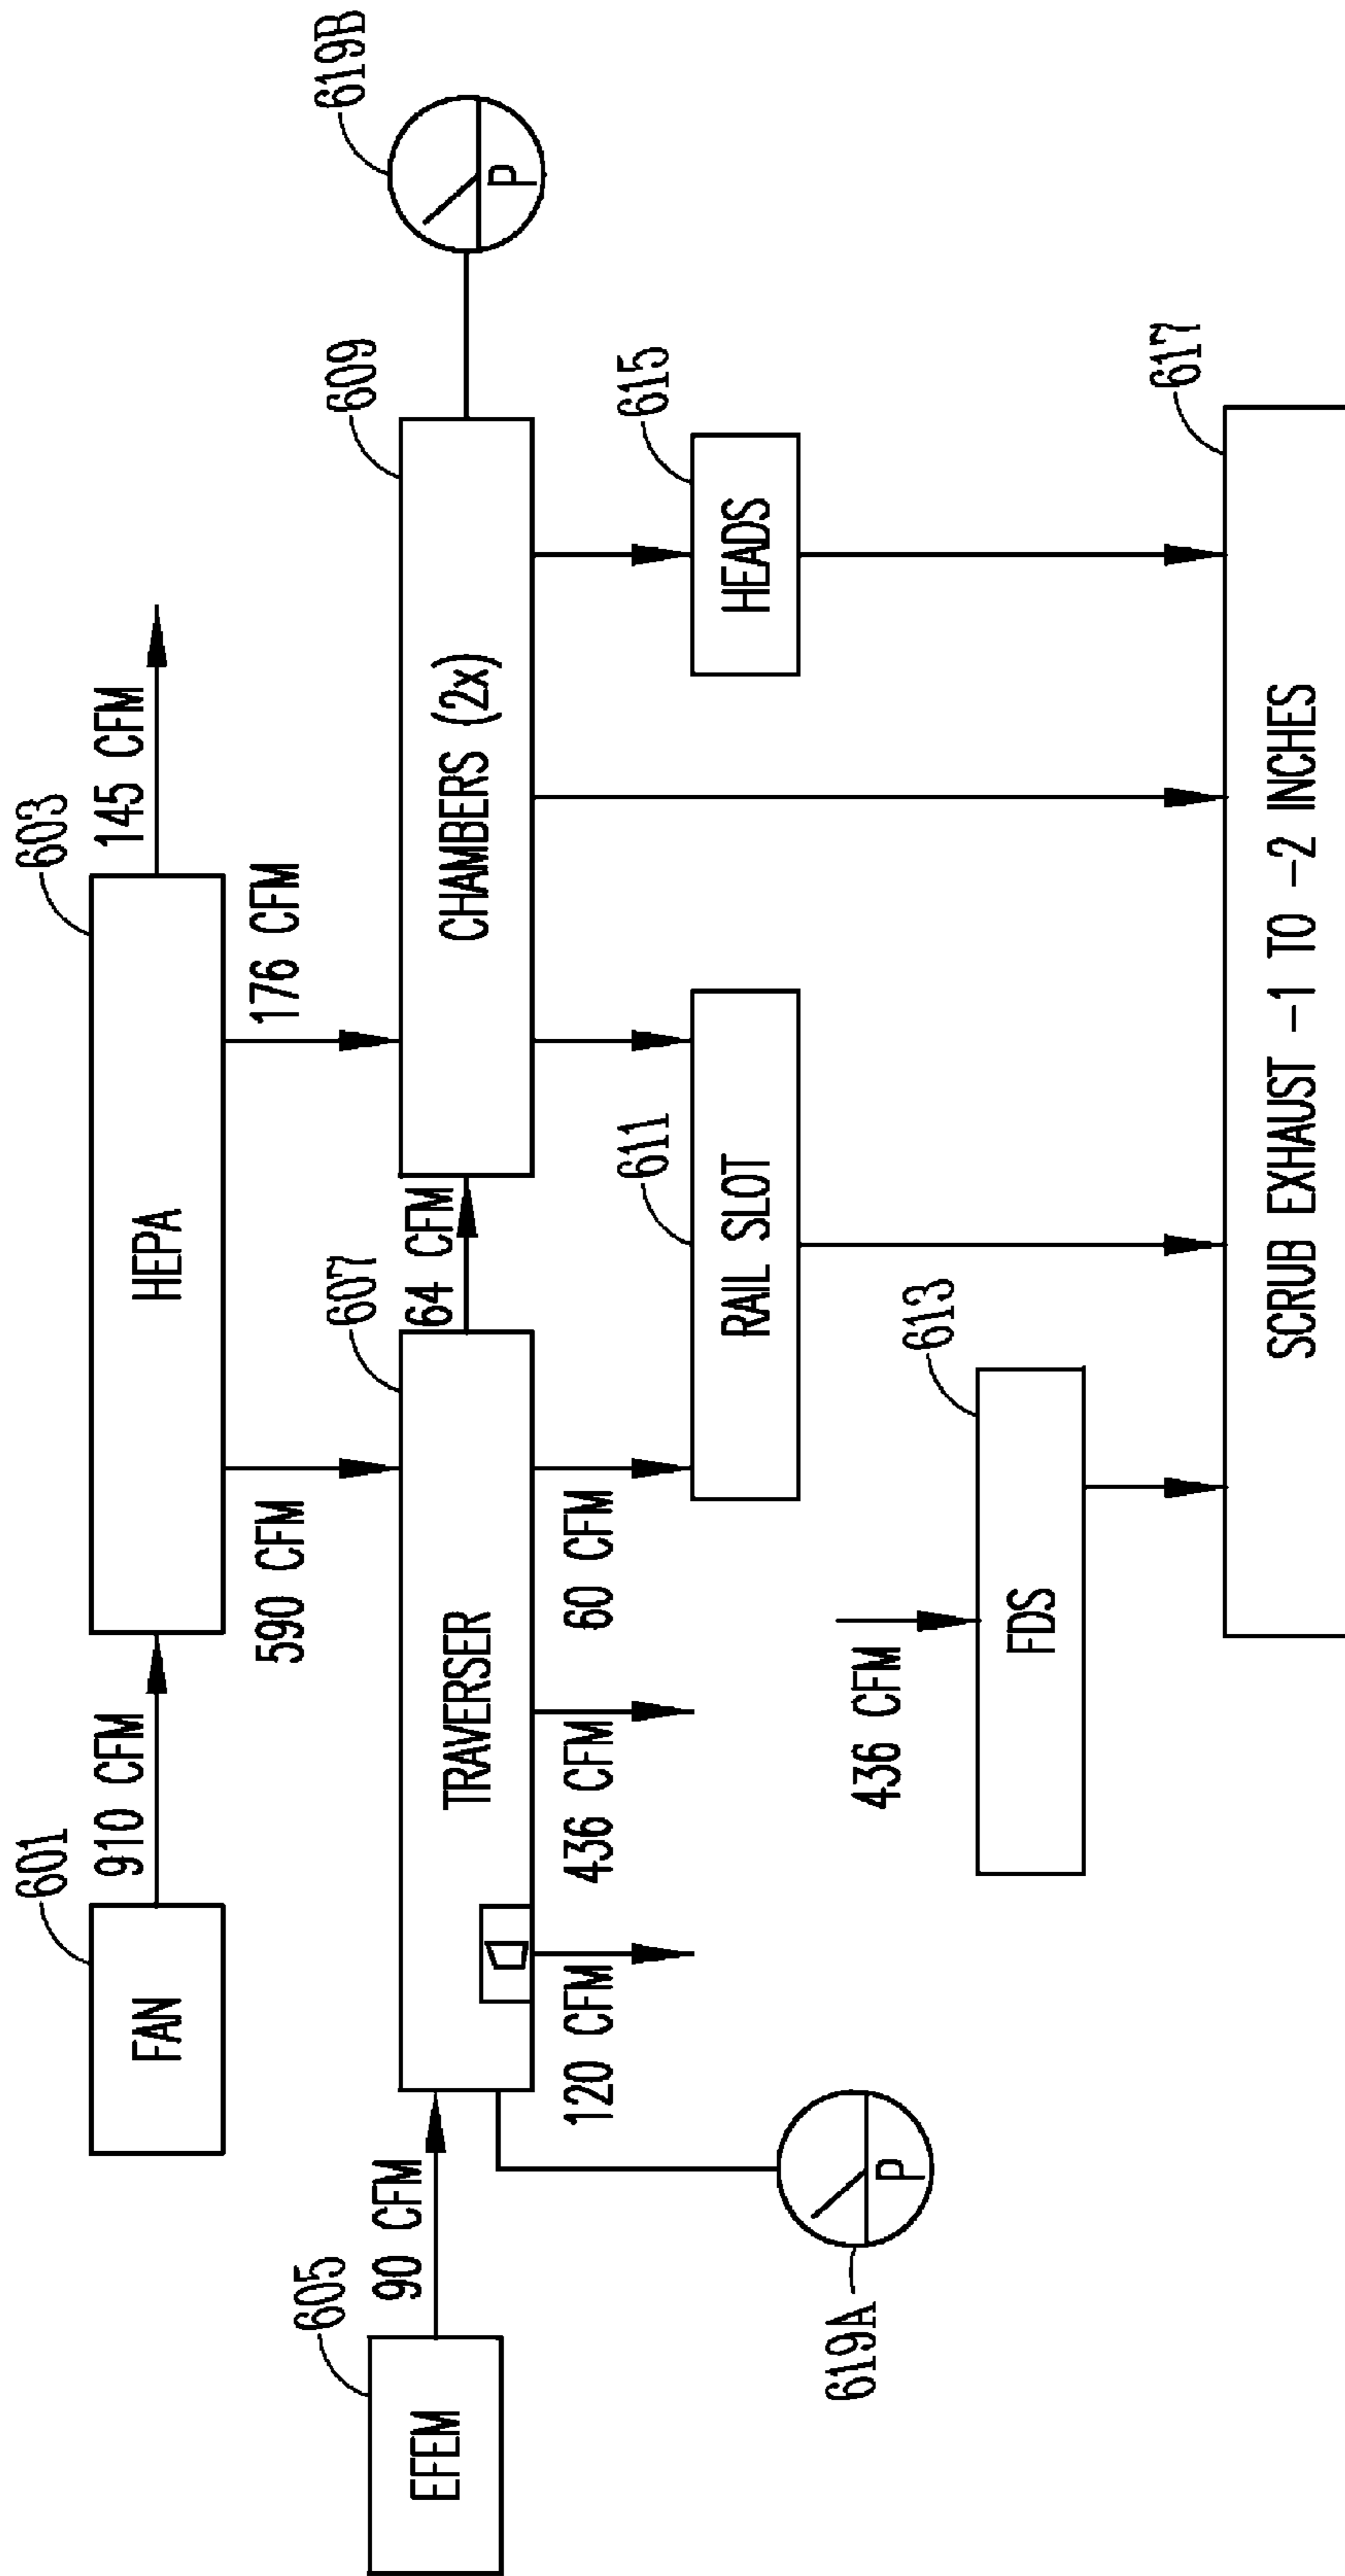 601
FAN
910 CFM
603
HEPA
145 CFM
590 CFM
176 CFM
605
EFEM
90 CFM
607
TRAVERSER
64 CFM
609
CHAMBERS (2x)
619B
P
120 CFM
436 CFM
60 CFM
611
RAIL SLOT
615
HEADS
619A
P
436 CFM
613
FDS
617
SCRUB EXHAUST -1 TO -2 INCHES